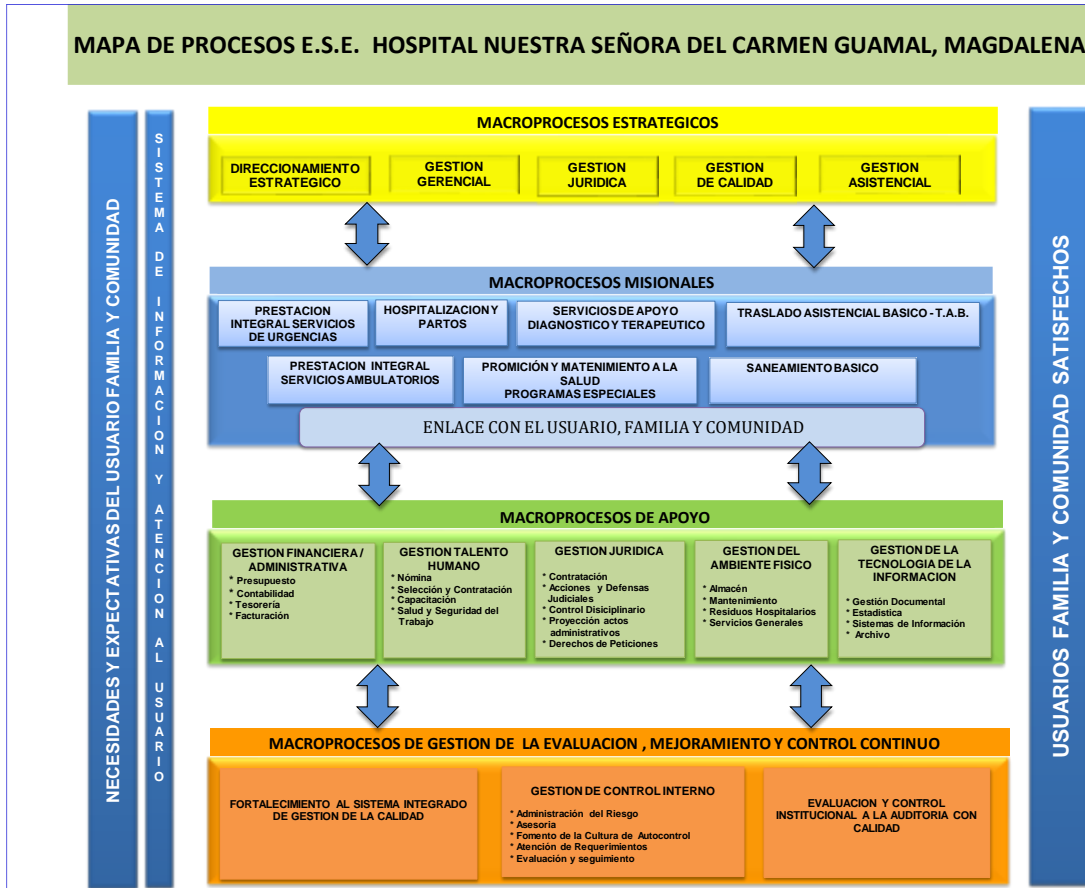 MAPA DE PROCESOS E.S.E. HOSPITAL NUESTRA SEÑORA DEL CARMEN GUAMAL, MAGDALENA
NECESIDADES Y EXPECTATIVAS DEL USUARIO FAMILIA Y COMUNIDAD
SISTEMA DE INFORMACION Y ATENCION AL USUARIO
MACROPROCESOS ESTRATEGICOS
DIRECCIONAMIENTO
ESTRATEGICO
GESTION
GERENCIAL
GESTION
JURIDICA
GESTION
DE CALIDAD
GESTION
ASISTENCIAL
MACROPROCESOS MISIONALES
PRESTACION
INTEGRAL SERVICIOS
DE URGENCIAS
HOSPITALIZACION Y
PARTOS
SERVICIOS DE APOYO
DIAGNOSTICO Y TERAPEUTICO
TRASLADO ASISTENCIAL BASICO - T.A.B.
PRESTACION INTEGRAL
SERVICIOS AMBULATORIOS
PROMICIÓN Y MATENIMIENTO A LA
SALUD
PROGRAMAS ESPECIALES
SANEAMIENTO BASICO
ENLACE CON EL USUARIO, FAMILIA Y COMUNIDAD
MACROPROCESOS DE APOYO
GESTION FINANCIERA /
ADMINISTRATIVA
* Presupuesto
* Contabilidad
* Tesorería
* Facturación
GESTION TALENTO
HUMANO
* Nómina
* Selección y Contratación
* Capacitación
* Salud y Seguridad del
Trabajo
GESTION JURIDICA
* Contratación
* Acciones y Defensas
Judiciales
* Control Disiciplinario
* Proyección actos
administrativos
* Derechos de Peticiones
GESTION DEL
AMBIENTE FISICO
* Almacén
* Mantenimiento
* Residuos Hospitalarios
* Servicios Generales
GESTION DE LA
TECNOLOGIA DE LA
INFORMACION
* Gestión Documental
* Estadística
* Sistemas de Información
* Archivo
MACROPROCESOS DE GESTION DE LA EVALUACION , MEJORAMIENTO Y CONTROL CONTINUO
FORTALECIMIENTO AL SISTEMA INTEGRADO
DE GESTION DE LA CALIDAD
GESTION DE CONTROL INTERNO
* Administración del Riesgo
* Asesoría
* Fomento de la Cultura de Autocontrol
* Atención de Requerimientos
* Evaluación y seguimiento
EVALUACION Y CONTROL
INSTITUCIONAL A LA AUDITORIA CON
CALIDAD
USUARIOS FAMILIA Y COMUNIDAD SATISFECHOS